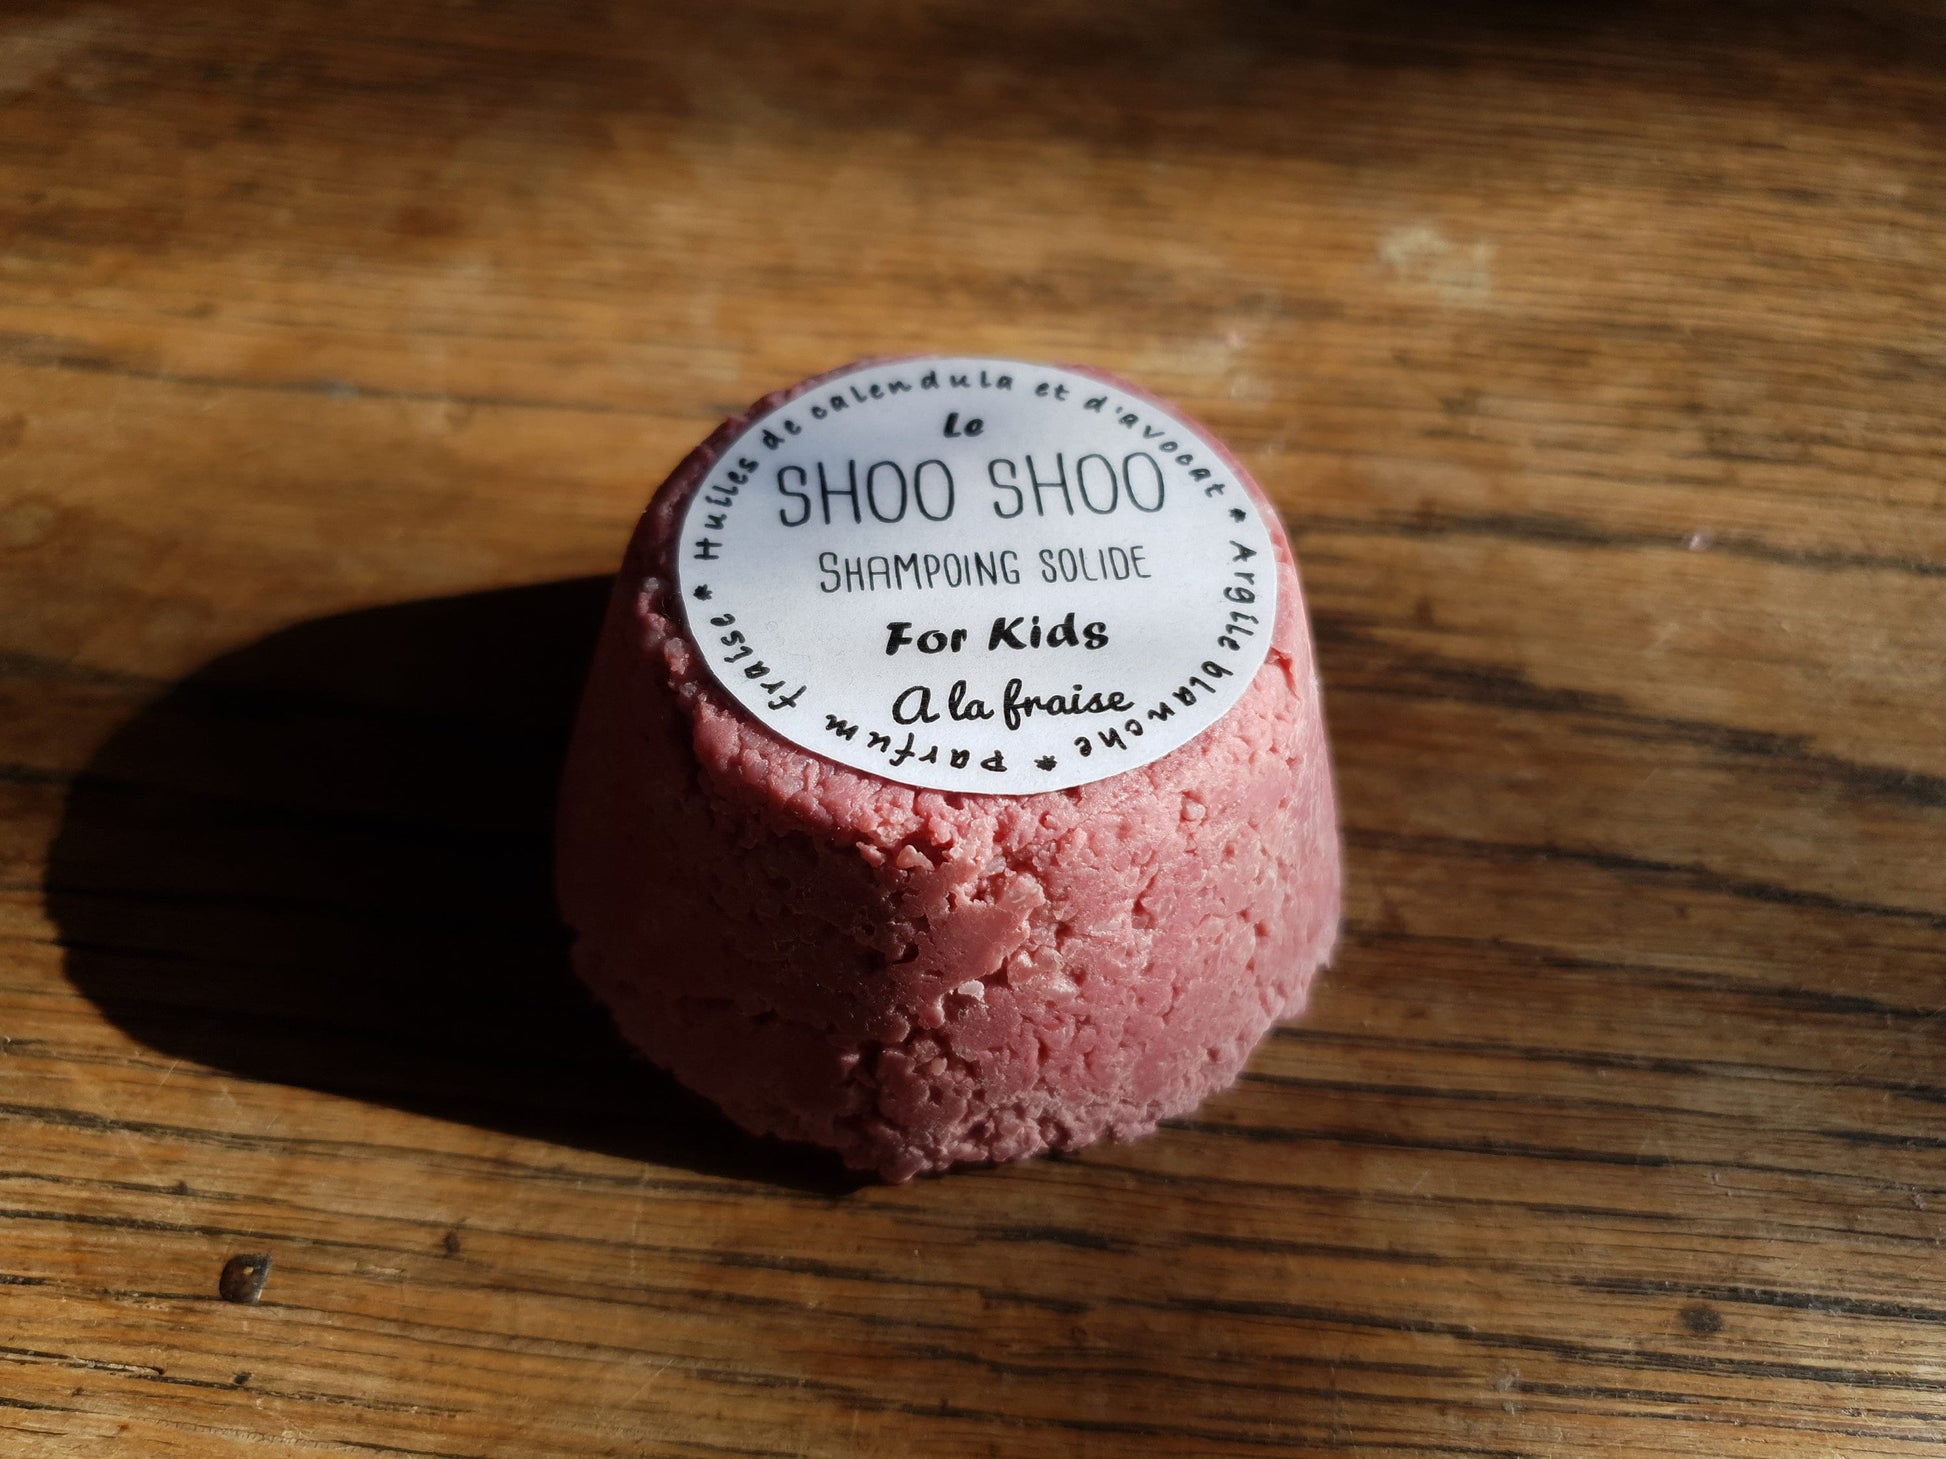 Le
SHOO SHOO
SHAMPOING SOLIDE
For Kids
A la fraise
* Huiles de calendula et d'avocat * Argile blanche * Parfum fraise